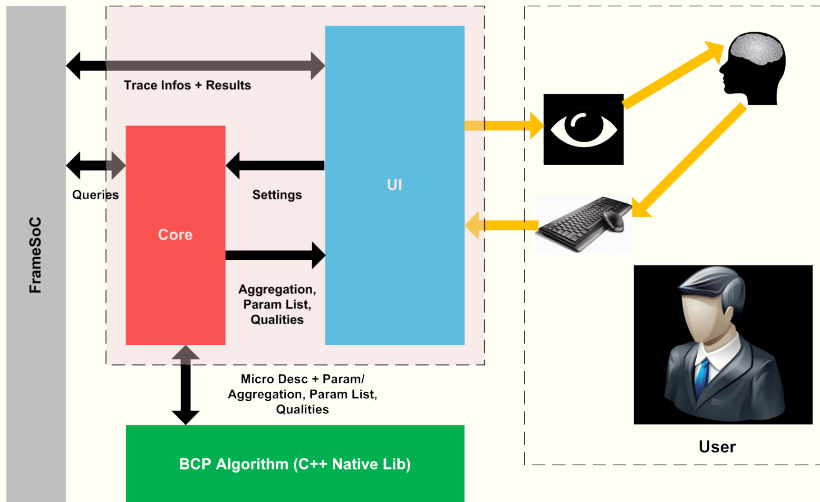 FrameSoC
Trace Infos + Results
UI
Queries
Settings
Core
Aggregation,
Param List,
Qualities
Micro Desc + Param/
Aggregation, Param List,
Qualities
BCP Algorithm (C++ Native Lib)
User